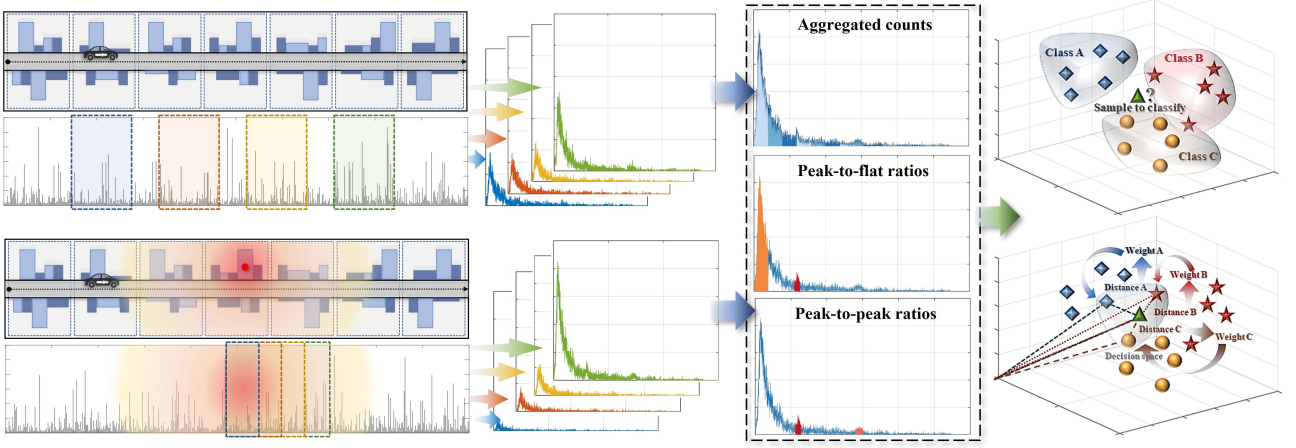 Aggregated counts
Peak-to-flat ratios
Peak-to-peak ratios
Class A
Class B
?
Sample to classify
Class C
Weight A
Weight B
Distance A
Distance B
Distance C
Weight C
Decision space